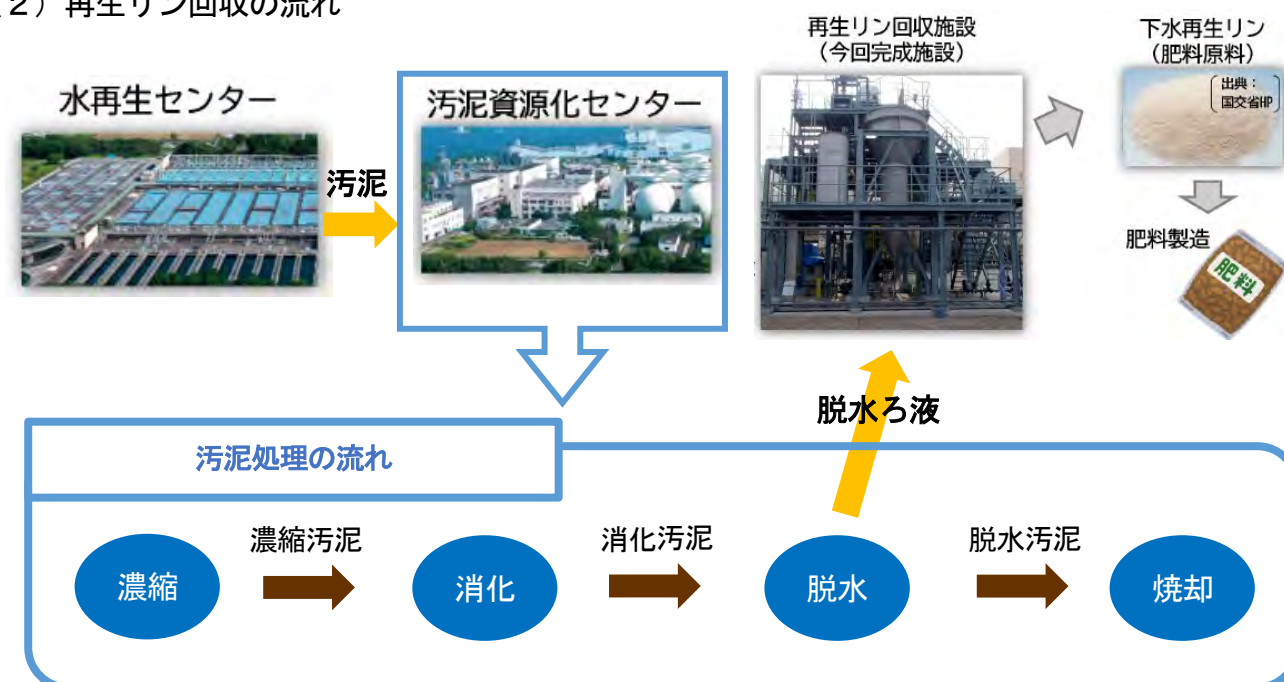 （２）再生リン回収の流れ
水再生センター
汚泥
汚泥資源化センター
再生リン回収施設
（今回完成施設）
下水再生リン
（肥料原料）
出典：
国交省HP
肥料製造
肥料
脱水ろ液
汚泥処理の流れ
濃縮
濃縮汚泥
消化
消化汚泥
脱水
脱水汚泥
焼却